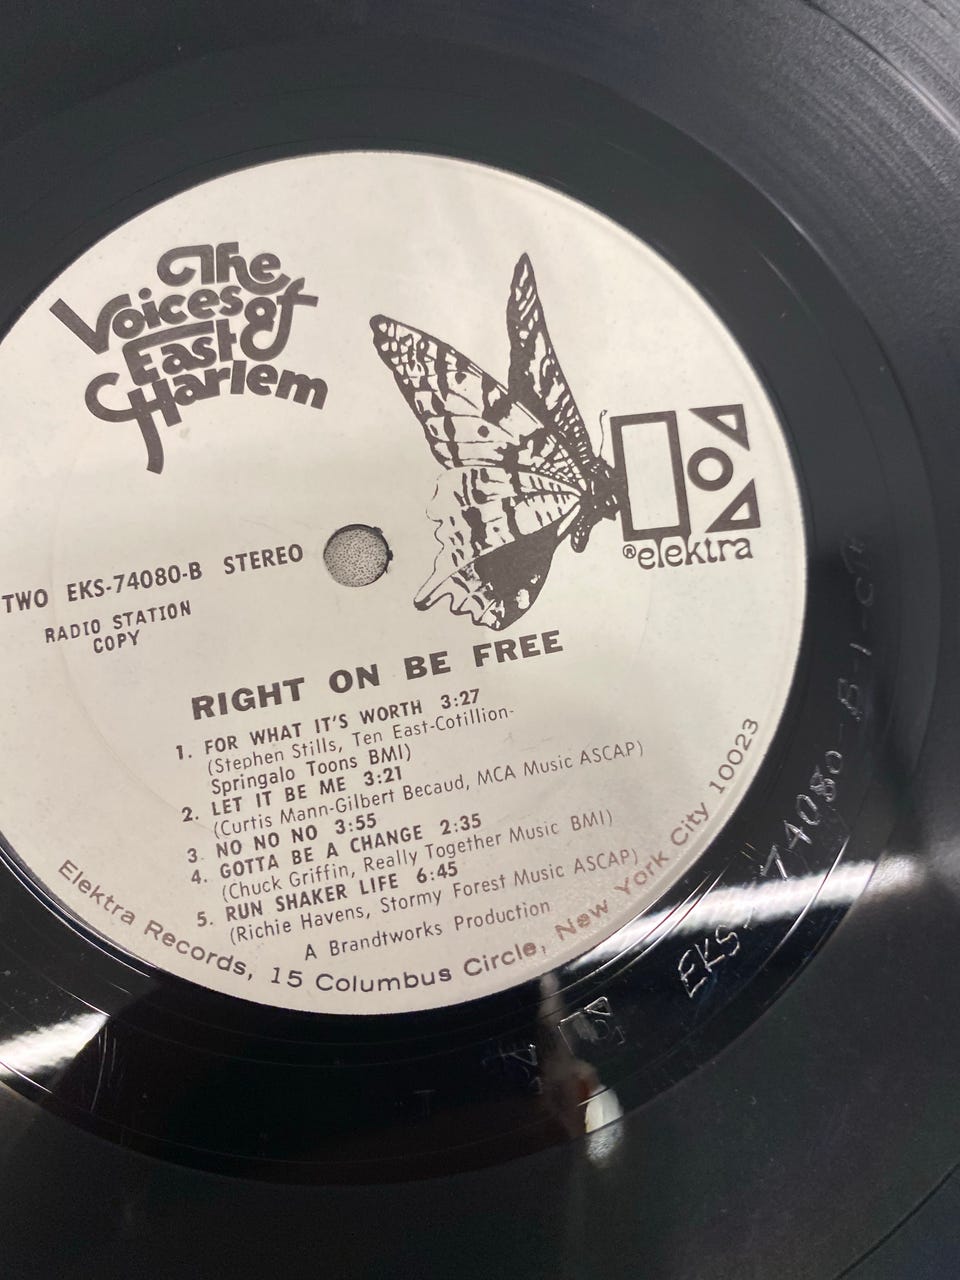 The
Voices of
East
Harlem
elektra
TWO EKS-74080-B STEREO
RADIO STATION
COPY
RIGHT ON BE FREE
1. FOR WHAT IT'S WORTH 3:27
(Stephen Stills, Ten East-Cotillion-
Springalo Toons BMI)
2. LET IT BE ME 3:21
(Curtis Mann-Gilbert Becaud, MCA Music ASCAP)
3. NO NO NO 3:55
4. GOTTA BE A CHANGE 2:35
(Chuck Griffin, Really Together Music BMI)
5. RUN SHAKER LIFE 6:45
(Richie Havens, Stormy Forest Music ASCAP)
A Brandtworks Production
Elektra Records, 15 Columbus Circle, New York City 10023
EKS-74080-B-1-CT